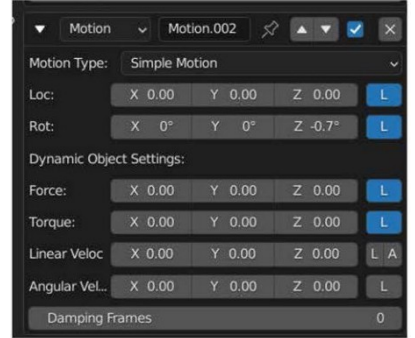 Motion Motion.002
Motion Type: Simple Motion
Loc: X 0.00 Y 0.00 Z 0.00 L
Rot: X 0° Y 0° Z -0.7° L
Dynamic Object Settings:
Force: X 0.00 Y 0.00 Z 0.00 L
Torque: X 0.00 Y 0.00 Z 0.00 L
Linear Veloc X 0.00 Y 0.00 Z 0.00 L A
Angular Vel... X 0.00 Y 0.00 Z 0.00 L
Damping Frames 0